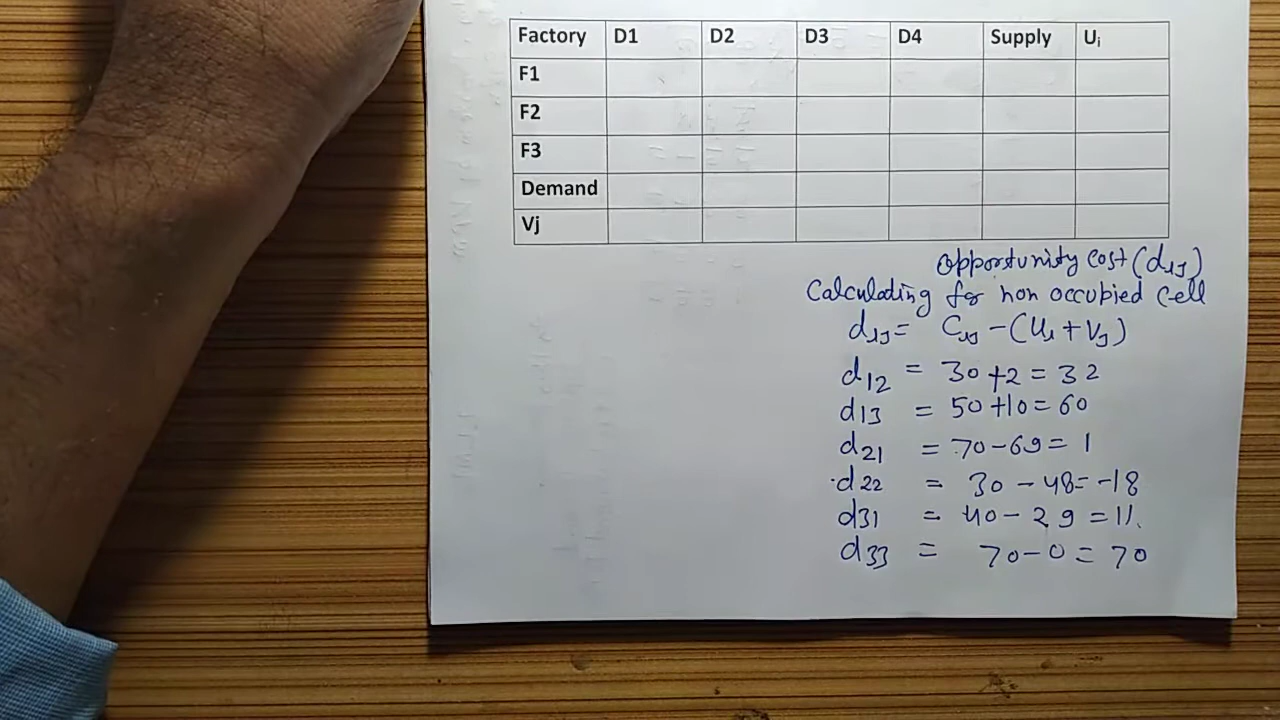 Factory D1 D2 D3 D4 Supply Ui
F1
F2
F3
Demand
Vj
opportunity cost (dij)
Calculating for non occupied cell
dij = Cij - (Ui + Vj)
d12 = 30 + 2 = 32
d13 = 50 + 10 = 60
d21 = 70 - 69 = 1
d22 = 30 - 48 = -18
d31 = 40 - 29 = 11
d33 = 70 - 0 = 70